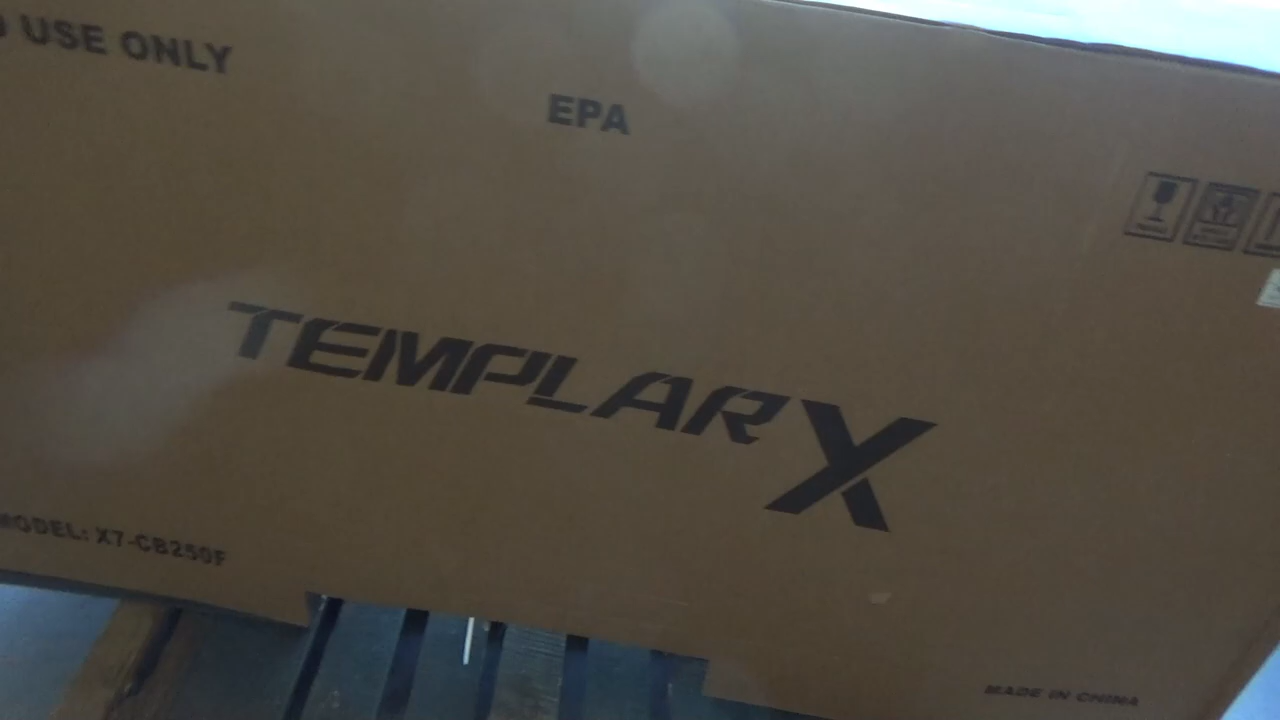 USE ONLY
EPA
TEMPLAR X
MODEL: X7-CB250F
MADE IN CHINA